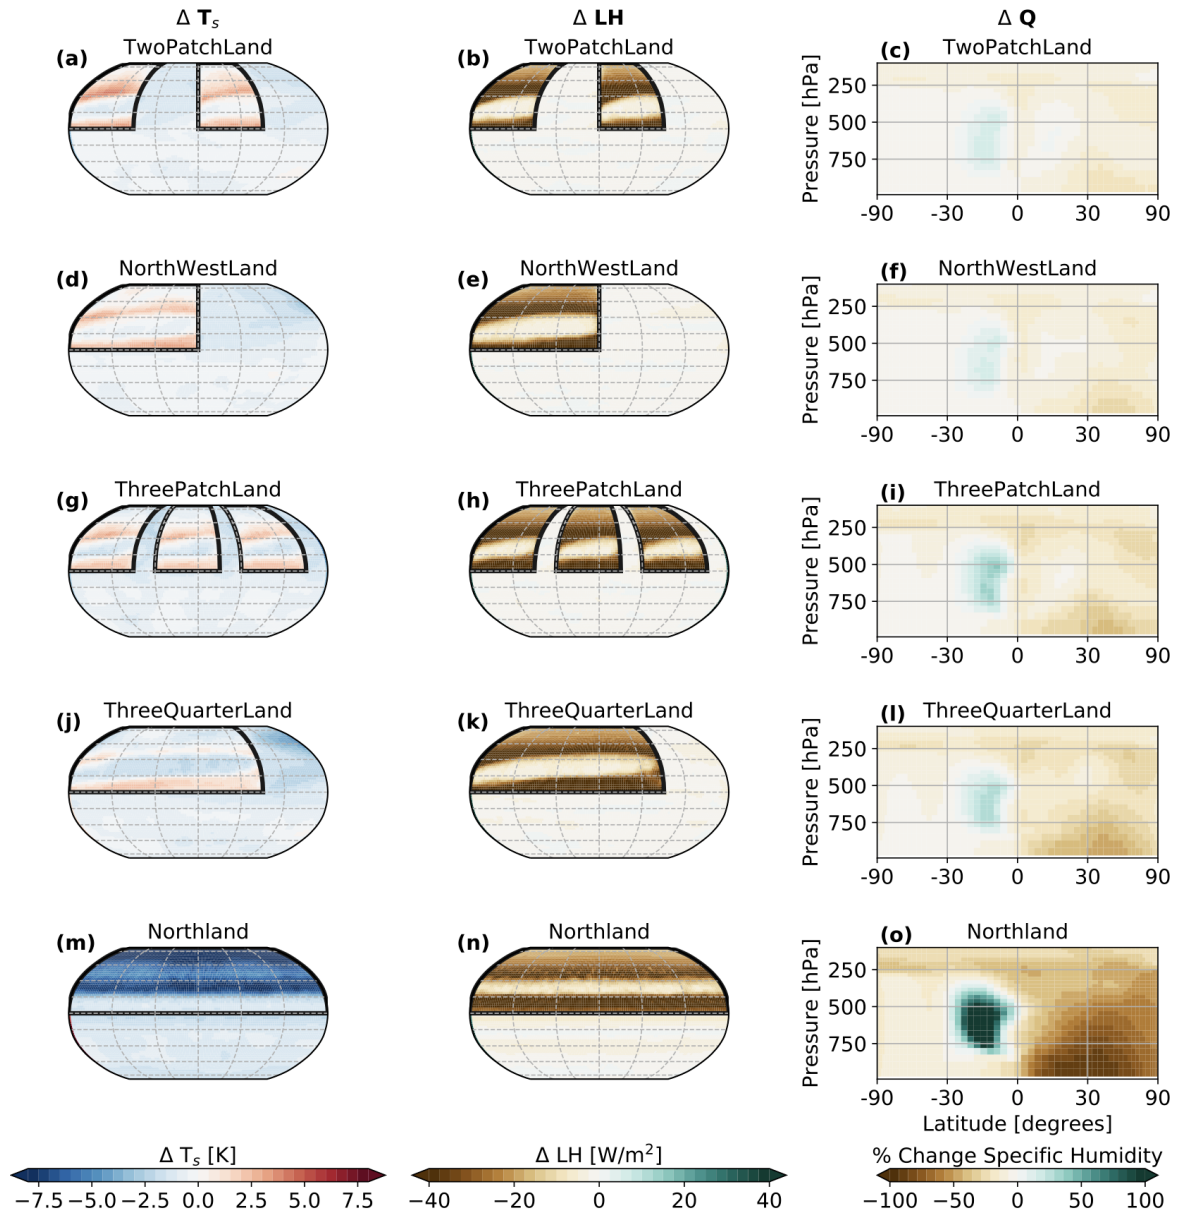 Δ Ts
Δ LH
Δ Q
(a) TwoPatchLand
(b) TwoPatchLand
(c) TwoPatchLand
Pressure [hPa]
250
500
750
-90 -30 0 30 90
(d) NorthWestLand
(e) NorthWestLand
(f) NorthWestLand
Pressure [hPa]
250
500
750
-90 -30 0 30 90
(g) ThreePatchLand
(h) ThreePatchLand
(i) ThreePatchLand
Pressure [hPa]
250
500
750
-90 -30 0 30 90
(j) ThreeQuarterLand
(k) ThreeQuarterLand
(l) ThreeQuarterLand
Pressure [hPa]
250
500
750
-90 -30 0 30 90
(m) Northland
(n) Northland
(o) Northland
Pressure [hPa]
250
500
750
-90 -30 0 30 90
Latitude [degrees]
Δ Ts [K]
−7.5 −5.0 −2.5 0.0 2.5 5.0 7.5
Δ LH [W/m²]
−40 −20 0 20 40
% Change Specific Humidity
−100 −50 0 50 100